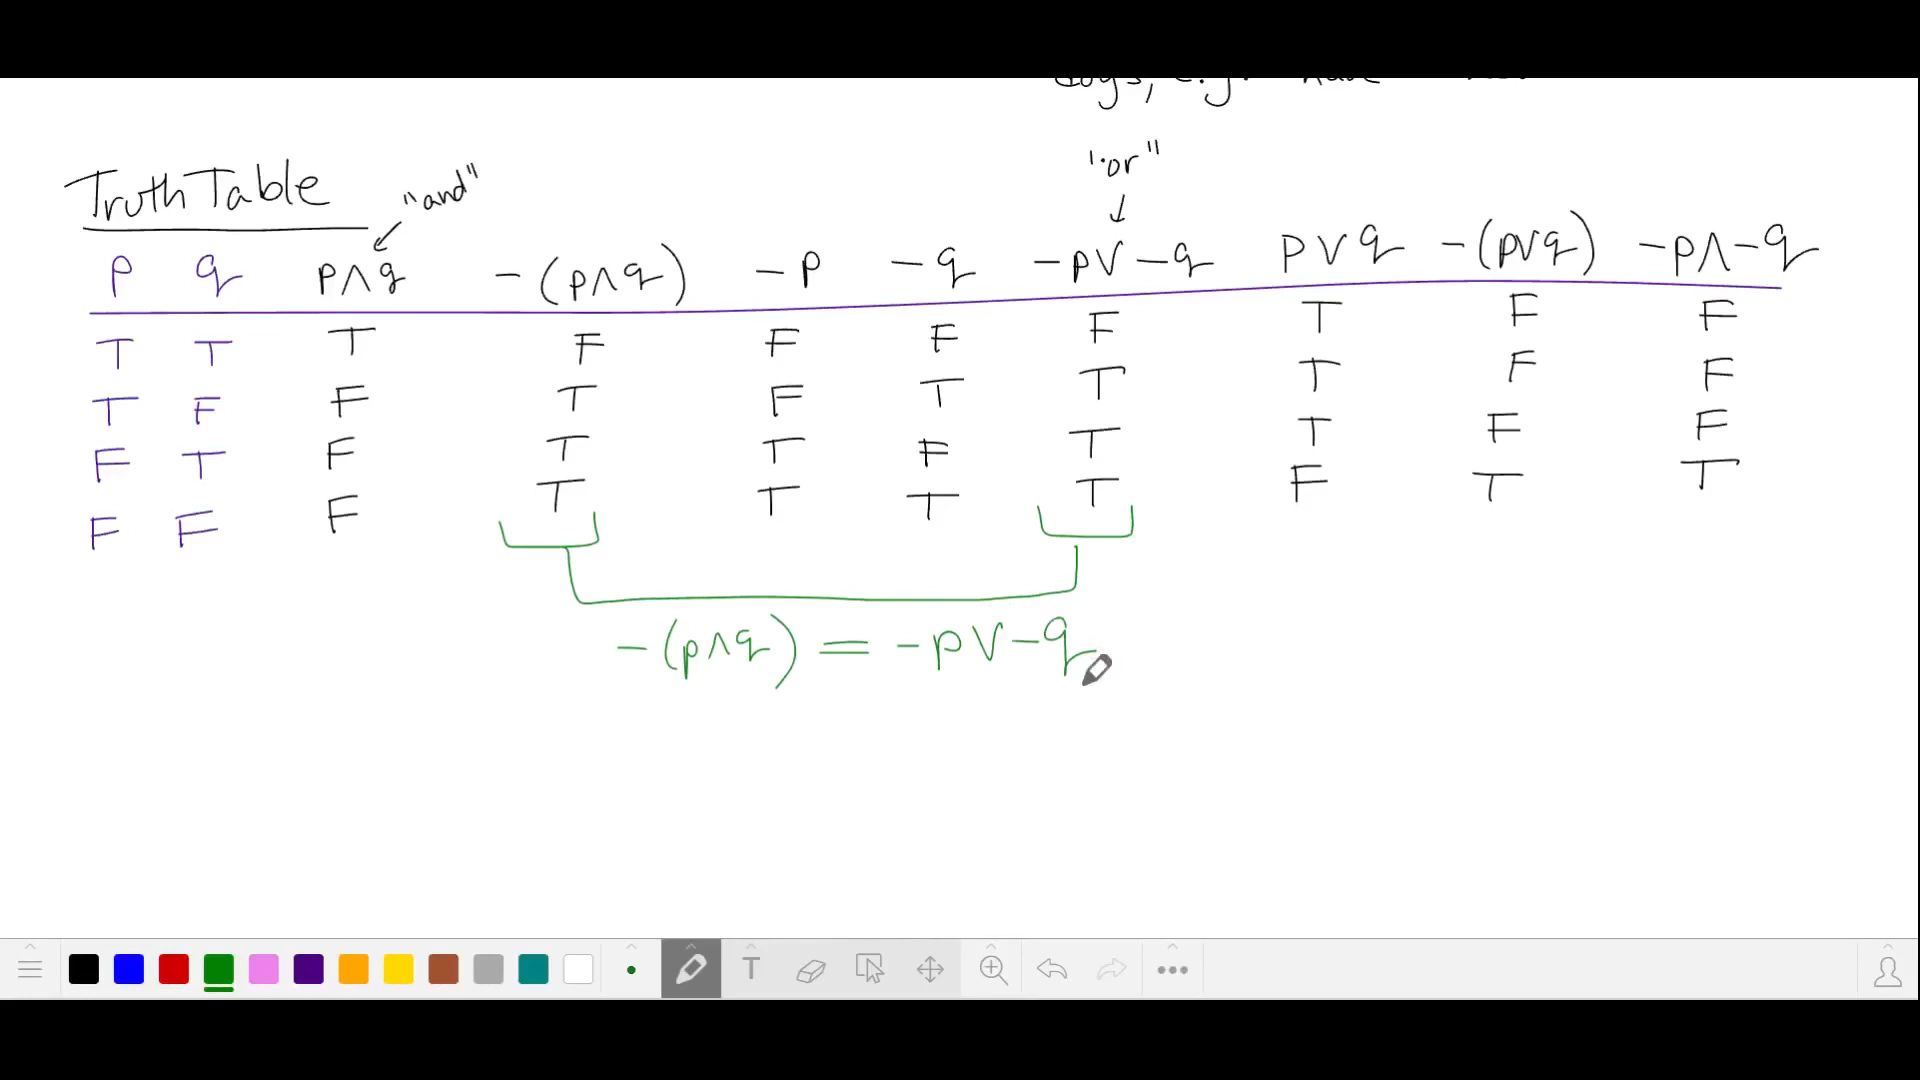 "or"
Truth Table "and"
p q p∧q -(p∧q) -p -q -p∨-q p∨q -(p∨q) -p∧-q
T T T F F F F T F F
T F F T F T T T F F
F T F T T F T T F F
F F F T T T T F T T
-(p∧q) = -p∨-q
T